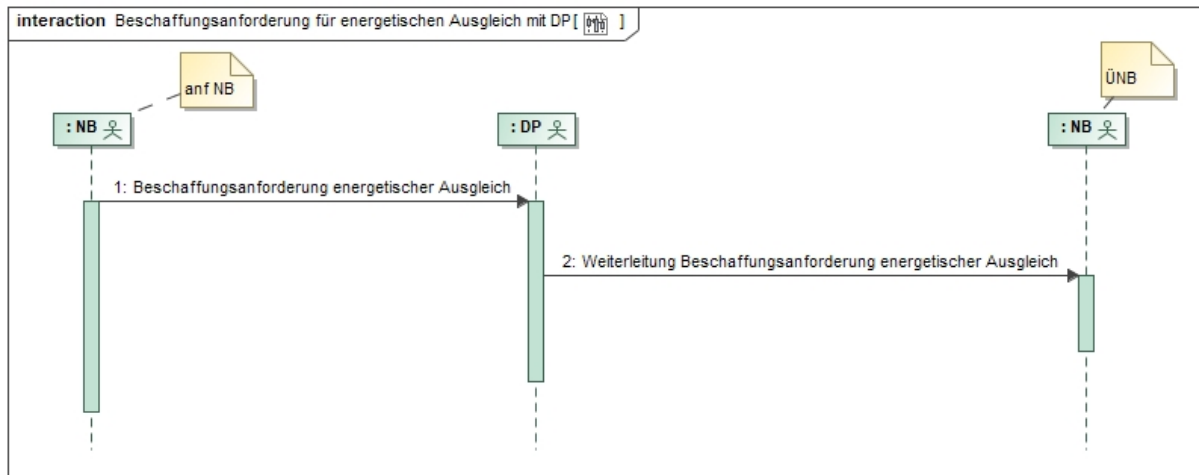 interaction Beschaffungsanforderung für energetischen Ausgleich mit DP[ ]
anf NB
ÜNB
: NB
: DP
: NB
1: Beschaffungsanforderung energetischer Ausgleich
2: Weiterleitung Beschaffungsanforderung energetischer Ausgleich